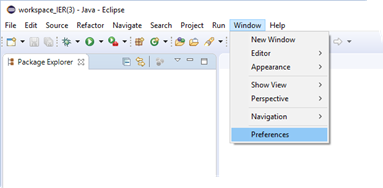 workspace_IER(3) - Java - Eclipse
File Edit Source Refactor Navigate Search Project Run Window Help
New Window
Editor
Appearance
Package Explorer
Show View
Perspective
Navigation
Preferences